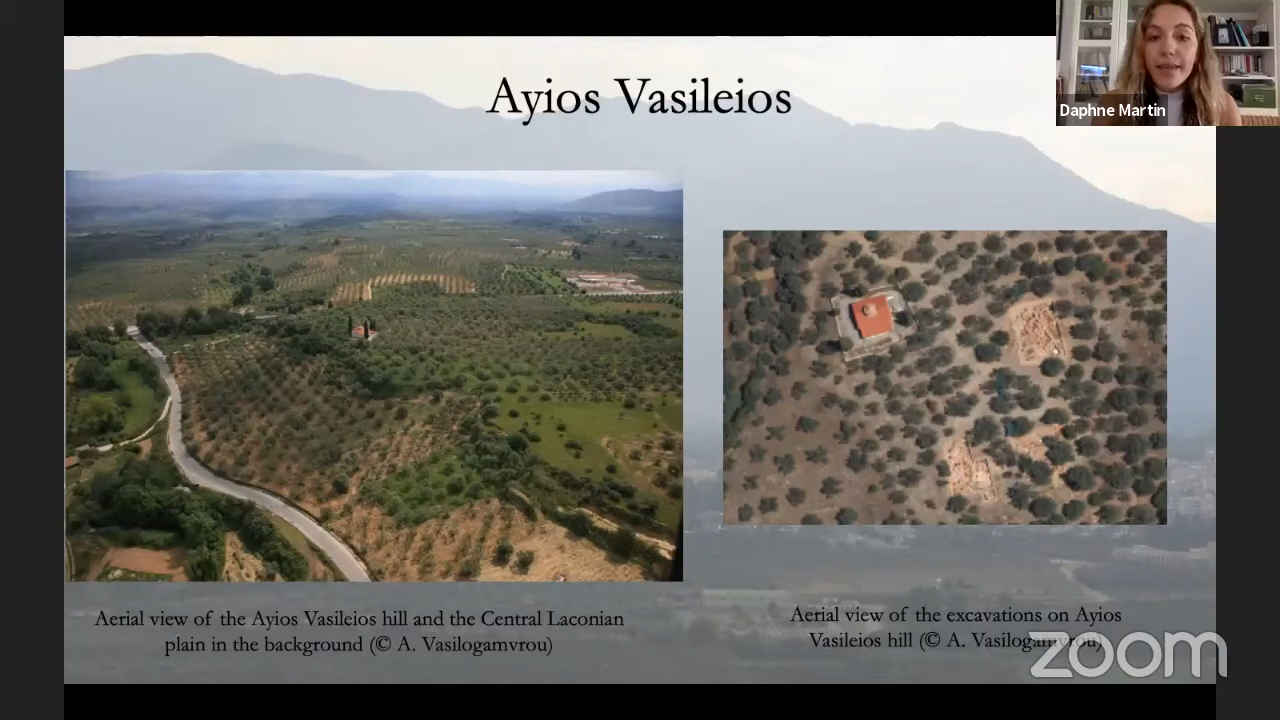 Ayios Vasileios
Daphne Martin
Aerial view of the Ayios Vasileios hill and the Central Laconian
plain in the background (© A. Vasilogamvrou)
Aerial view of the excavations on Ayios
Vasileios hill (© A. Vasilogamvrou)
zoom